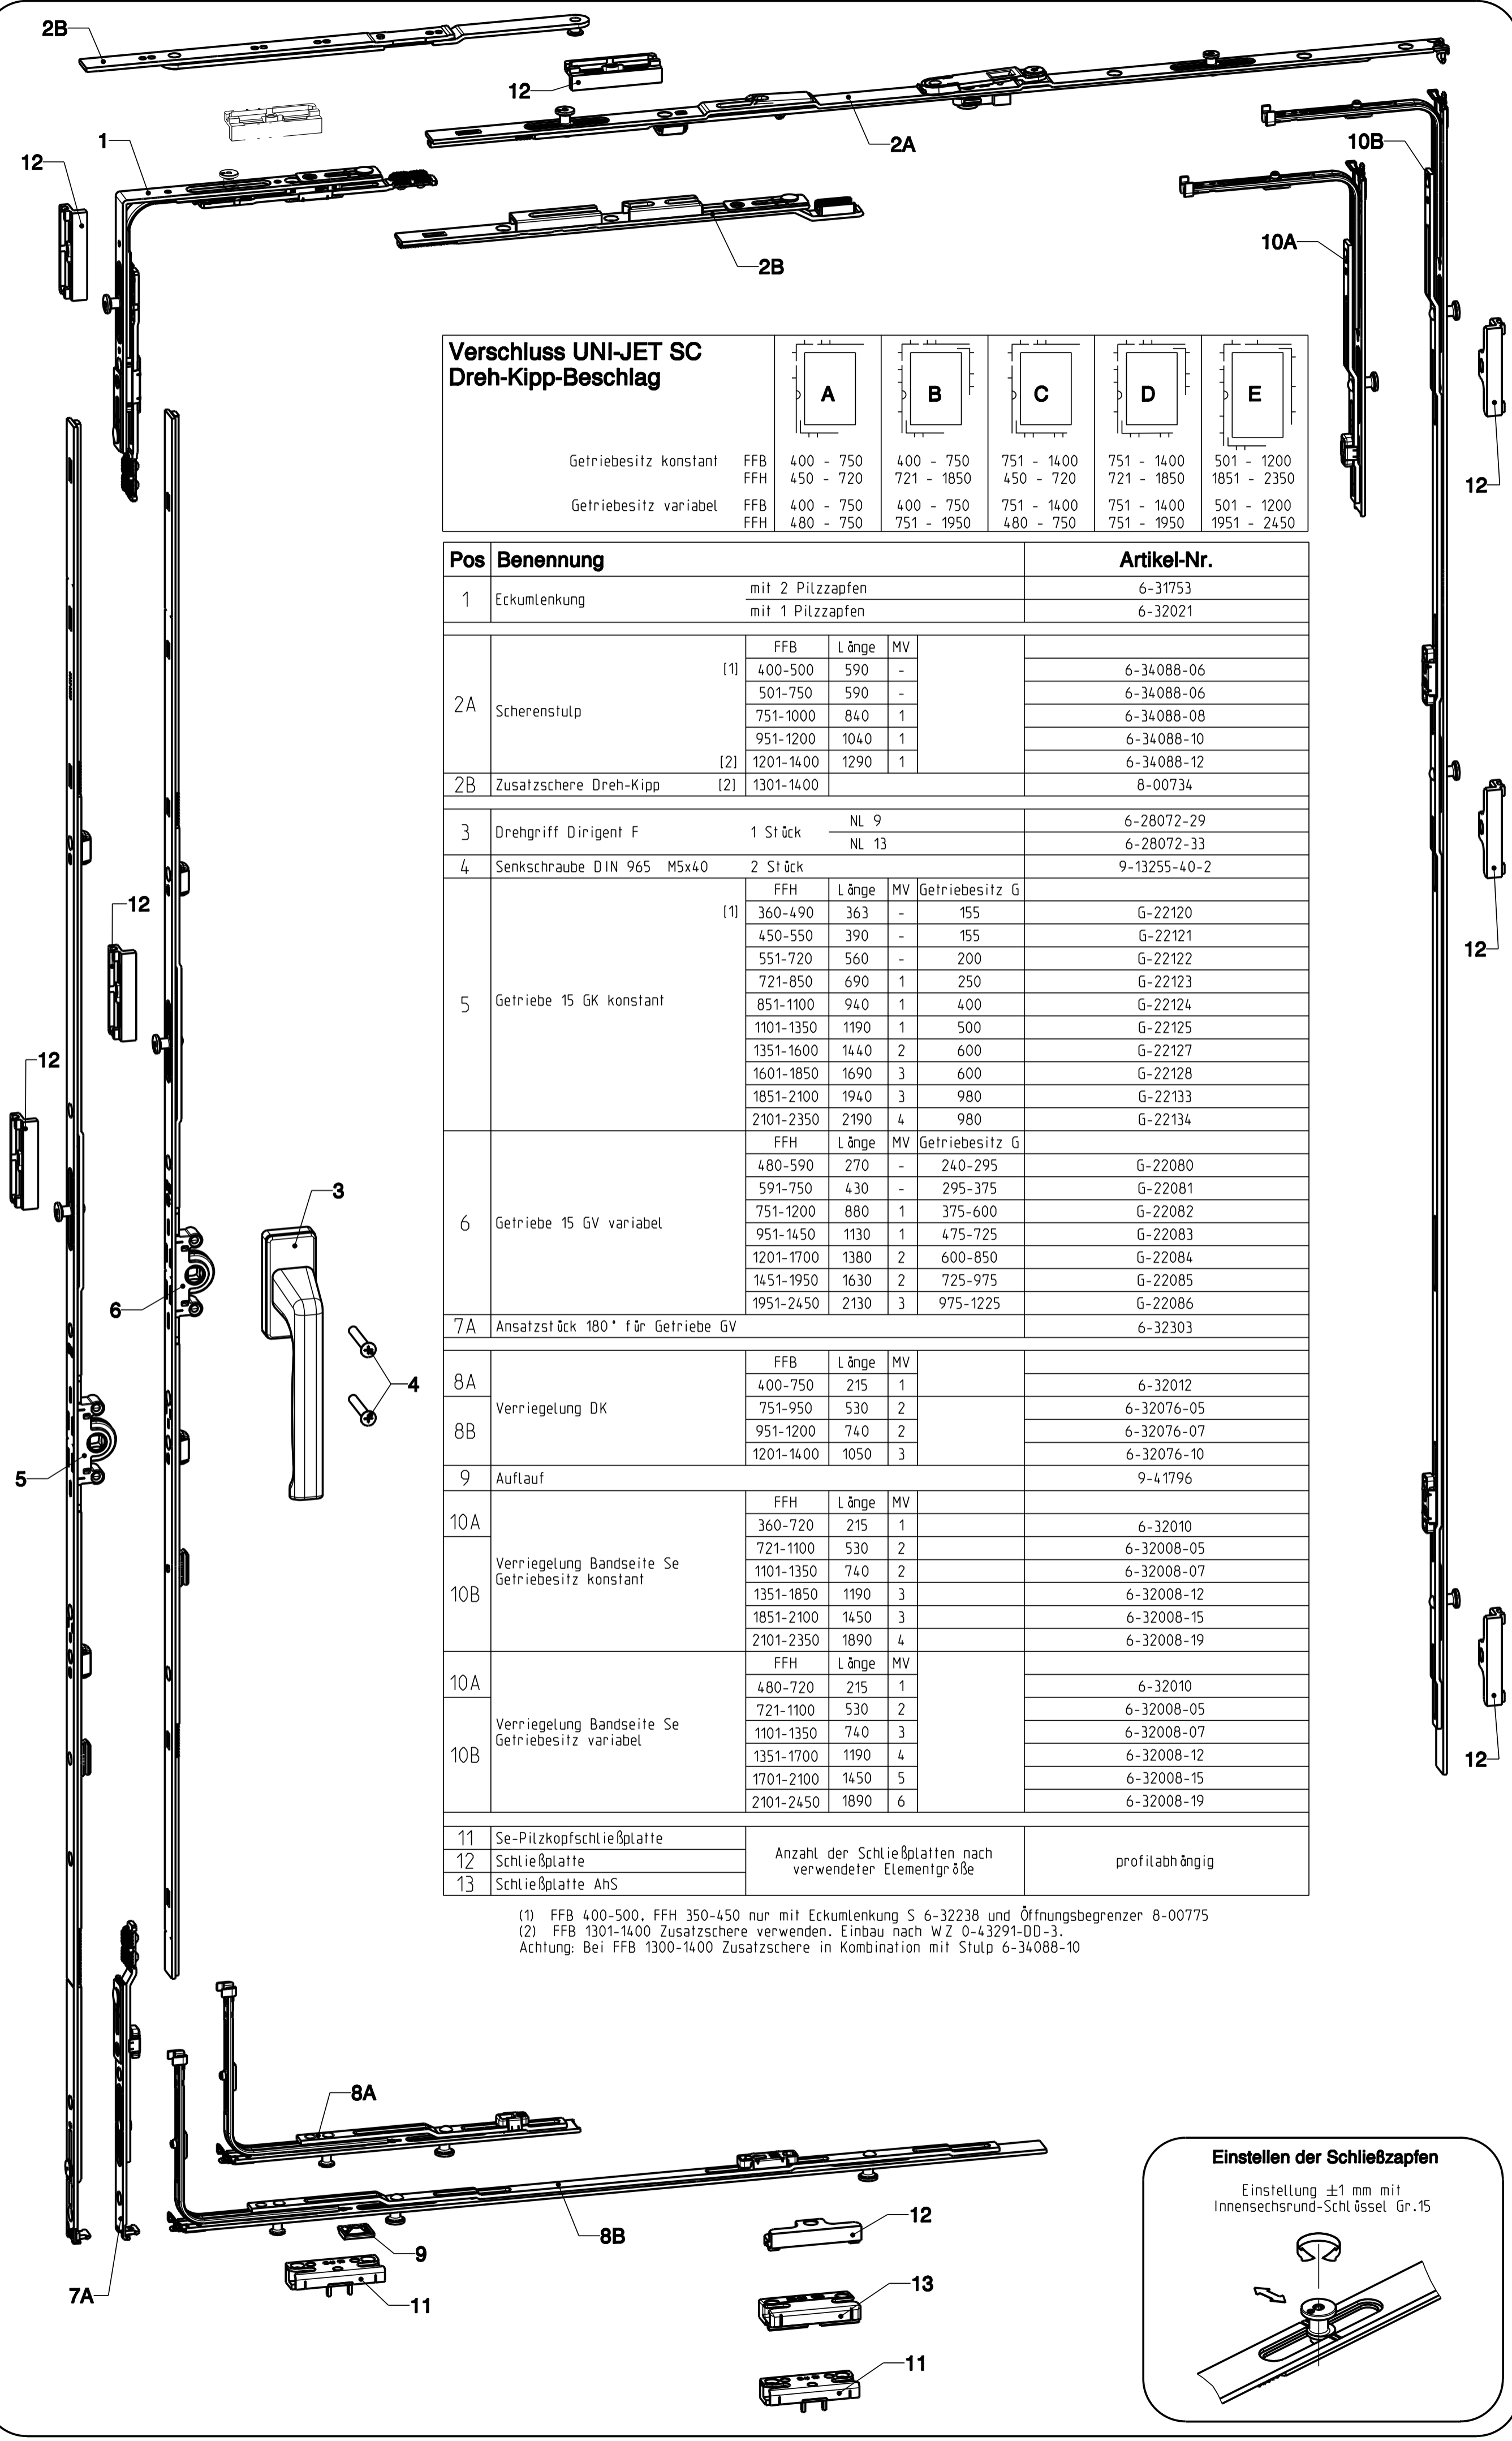 2B
12
2A
1
12
10B
2B
10A
12
12
12
12
12
3
6
4
5
8A
8B
9
11
7A
12
13
11
Verschluss UNI-JET SC
Dreh-Kipp-Beschlag
A B C D E
Getriebesitz konstant FFB 400 - 750 400 - 750 751 - 1400 751 - 1400 501 - 1200
FFH 450 - 720 721 - 1850 450 - 720 721 - 1850 1851 - 2350
Getriebesitz variabel FFB 400 - 750 400 - 750 751 - 1400 751 - 1400 501 - 1200
FFH 480 - 750 751 - 1950 480 - 750 751 - 1950 1951 - 2450
Pos Benennung Artikel-Nr.
1 Eckumlenkung mit 2 Pilzzapfen 6-31753
mit 1 Pilzzapfen 6-32021
2A Scherenstulp FFB Länge MV
[1] 400-500 590 - 6-34088-06
501-750 590 - 6-34088-06
751-1000 840 1 6-34088-08
951-1200 1040 1 6-34088-10
[2] 1201-1400 1290 1 6-34088-12
2B Zusatzschere Dreh-Kipp [2] 1301-1400 8-00734
3 Drehgriff Dirigent F 1 Stück NL 9 6-28072-29
NL 13 6-28072-33
4 Senkschraube DIN 965 M5x40 2 Stück 9-13255-40-2
5 Getriebe 15 GK konstant FFH Länge MV Getriebesitz G
[1] 360-490 363 - 155 G-22120
450-550 390 - 155 G-22121
551-720 560 - 200 G-22122
721-850 690 1 250 G-22123
851-1100 940 1 400 G-22124
1101-1350 1190 1 500 G-22125
1351-1600 1440 2 600 G-22127
1601-1850 1690 3 600 G-22128
1851-2100 1940 3 980 G-22133
2101-2350 2190 4 980 G-22134
6 Getriebe 15 GV variabel FFH Länge MV Getriebesitz G
480-590 270 - 240-295 G-22080
591-750 430 - 295-375 G-22081
751-1200 880 1 375-600 G-22082
951-1450 1130 1 475-725 G-22083
1201-1700 1380 2 600-850 G-22084
1451-1950 1630 2 725-975 G-22085
1951-2450 2130 3 975-1225 G-22086
7A Ansatzstück 180° für Getriebe GV 6-32303
Verriegelung DK FFB Länge MV
8A 400-750 215 1 6-32012
8B 751-950 530 2 6-32076-05
951-1200 740 2 6-32076-07
1201-1400 1050 3 6-32076-10
9 Auflauf 9-41796
Verriegelung Bandseite Se
Getriebesitz konstant
FFH Länge MV
10A 360-720 215 1 6-32010
10B 721-1100 530 2 6-32008-05
1101-1350 740 2 6-32008-07
1351-1850 1190 3 6-32008-12
1851-2100 1450 3 6-32008-15
2101-2350 1890 4 6-32008-19
Verriegelung Bandseite Se
Getriebesitz variabel
FFH Länge MV
10A 480-720 215 1 6-32010
10B 721-1100 530 2 6-32008-05
1101-1350 740 3 6-32008-07
1351-1700 1190 4 6-32008-12
1701-2100 1450 5 6-32008-15
2101-2450 1890 6 6-32008-19
11 Se-Pilzkopfschließplatte
12 Schließplatte
13 Schließplatte AhS
Anzahl der Schließplatten nach
verwendeter Elementgröße
profilabhängig
(1) FFB 400-500, FFH 350-450 nur mit Eckumlenkung S 6-32238 und Öffnungsbegrenzer 8-00775
(2) FFB 1301-1400 Zusatzschere verwenden. Einbau nach WZ 0-43291-DD-3.
Achtung: Bei FFB 1300-1400 Zusatzschere in Kombination mit Stulp 6-34088-10
Einstellen der Schließzapfen
Einstellung ±1 mm mit
Innensechsrund-Schlüssel Gr.15